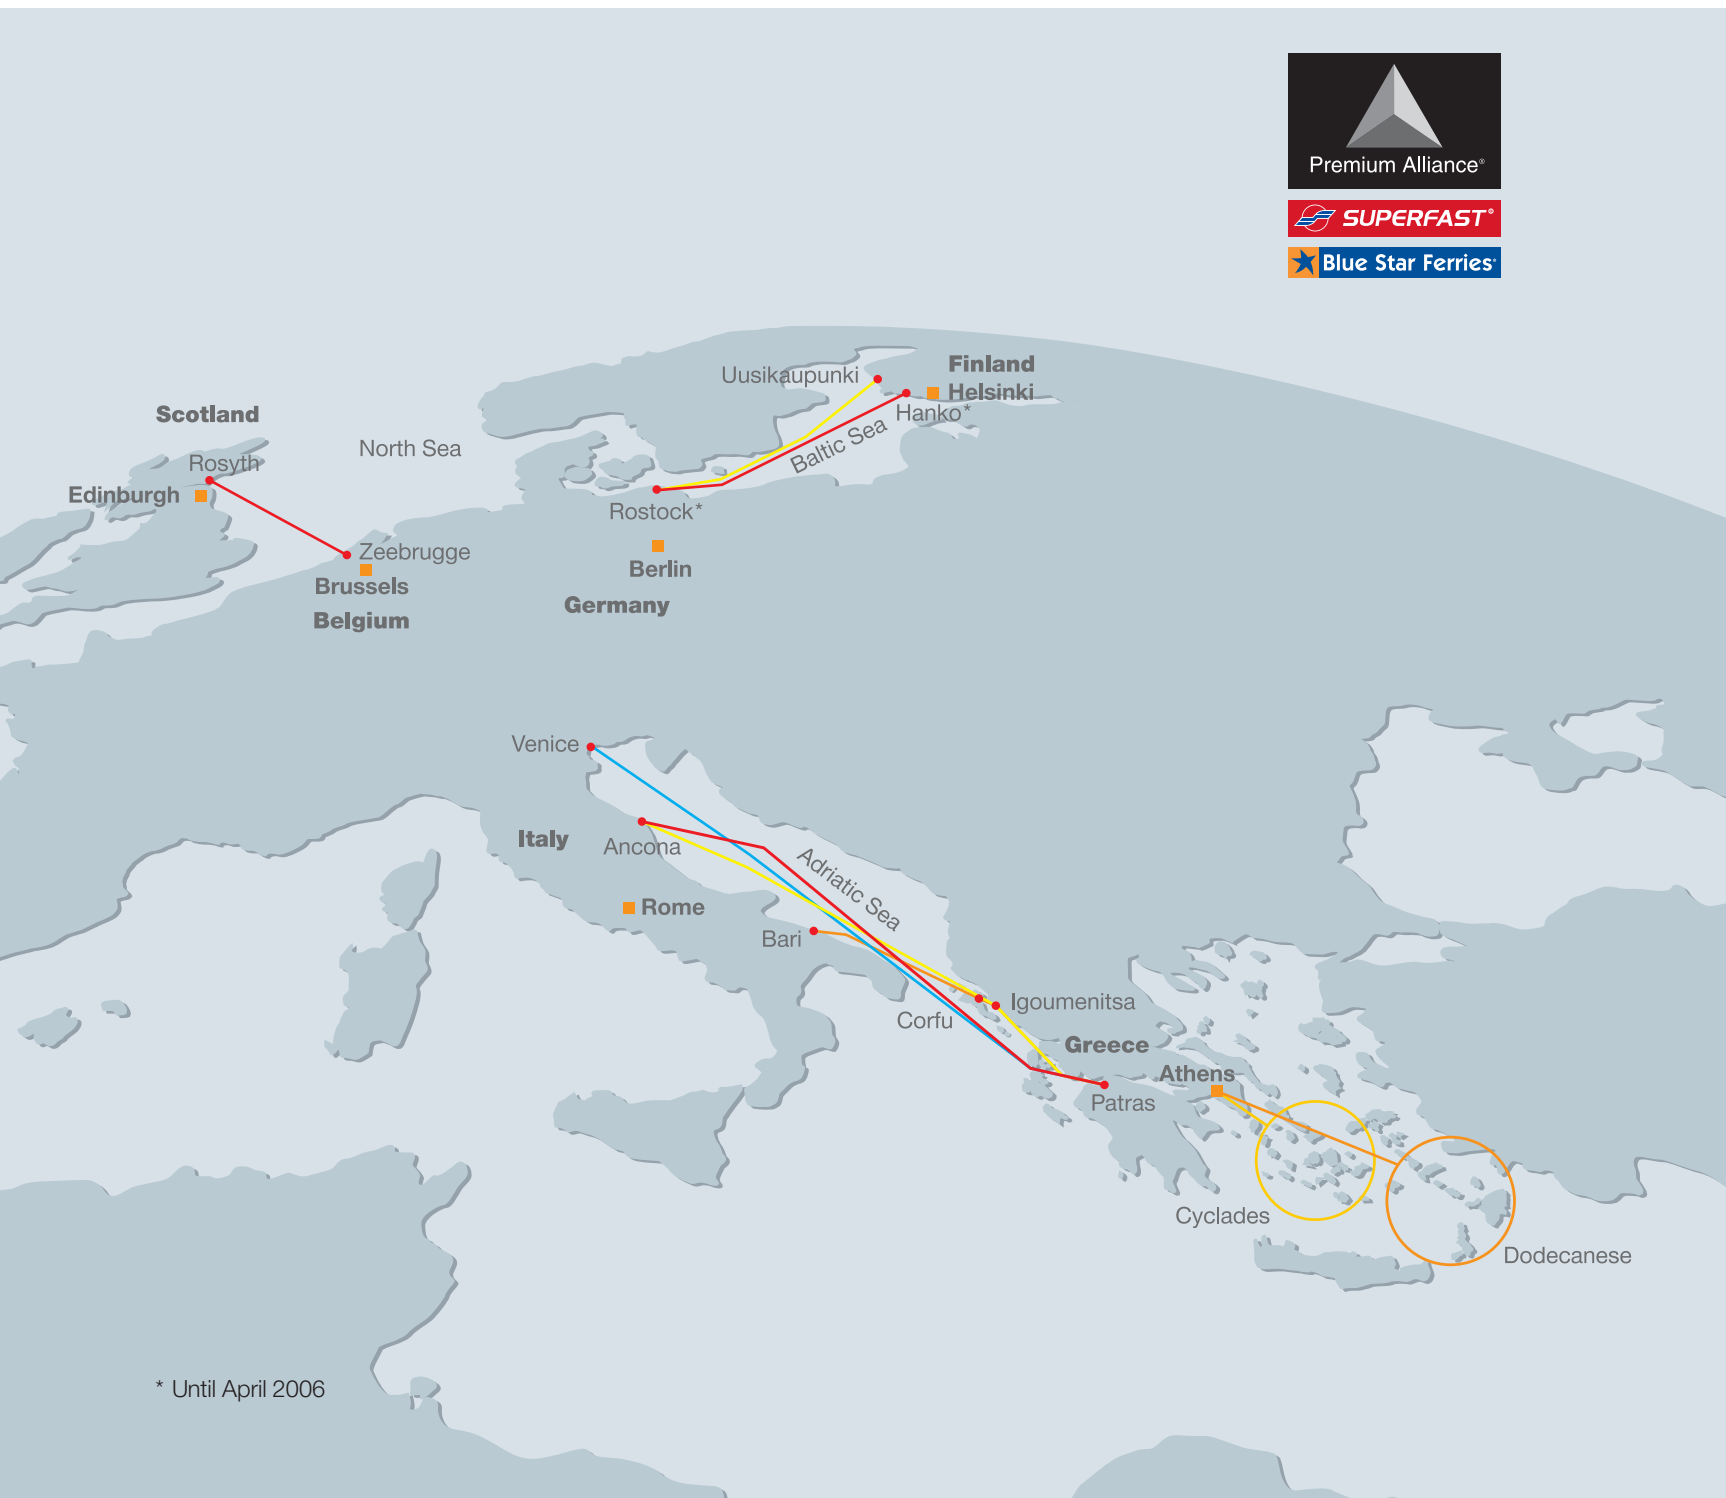 Premium Alliance®
SUPERFAST®
Blue Star Ferries®
Finland
Uusikaupunki
Helsinki
Hanko*
Scotland
North Sea
Baltic Sea
Rosyth
Edinburgh
Rostock*
Zeebrugge
Berlin
Brussels
Germany
Belgium
Venice
Italy
Ancona
Adriatic Sea
Rome
Bari
Igoumenitsa
Corfu
Greece
Athens
Patras
Cyclades
Dodecanese
* Until April 2006